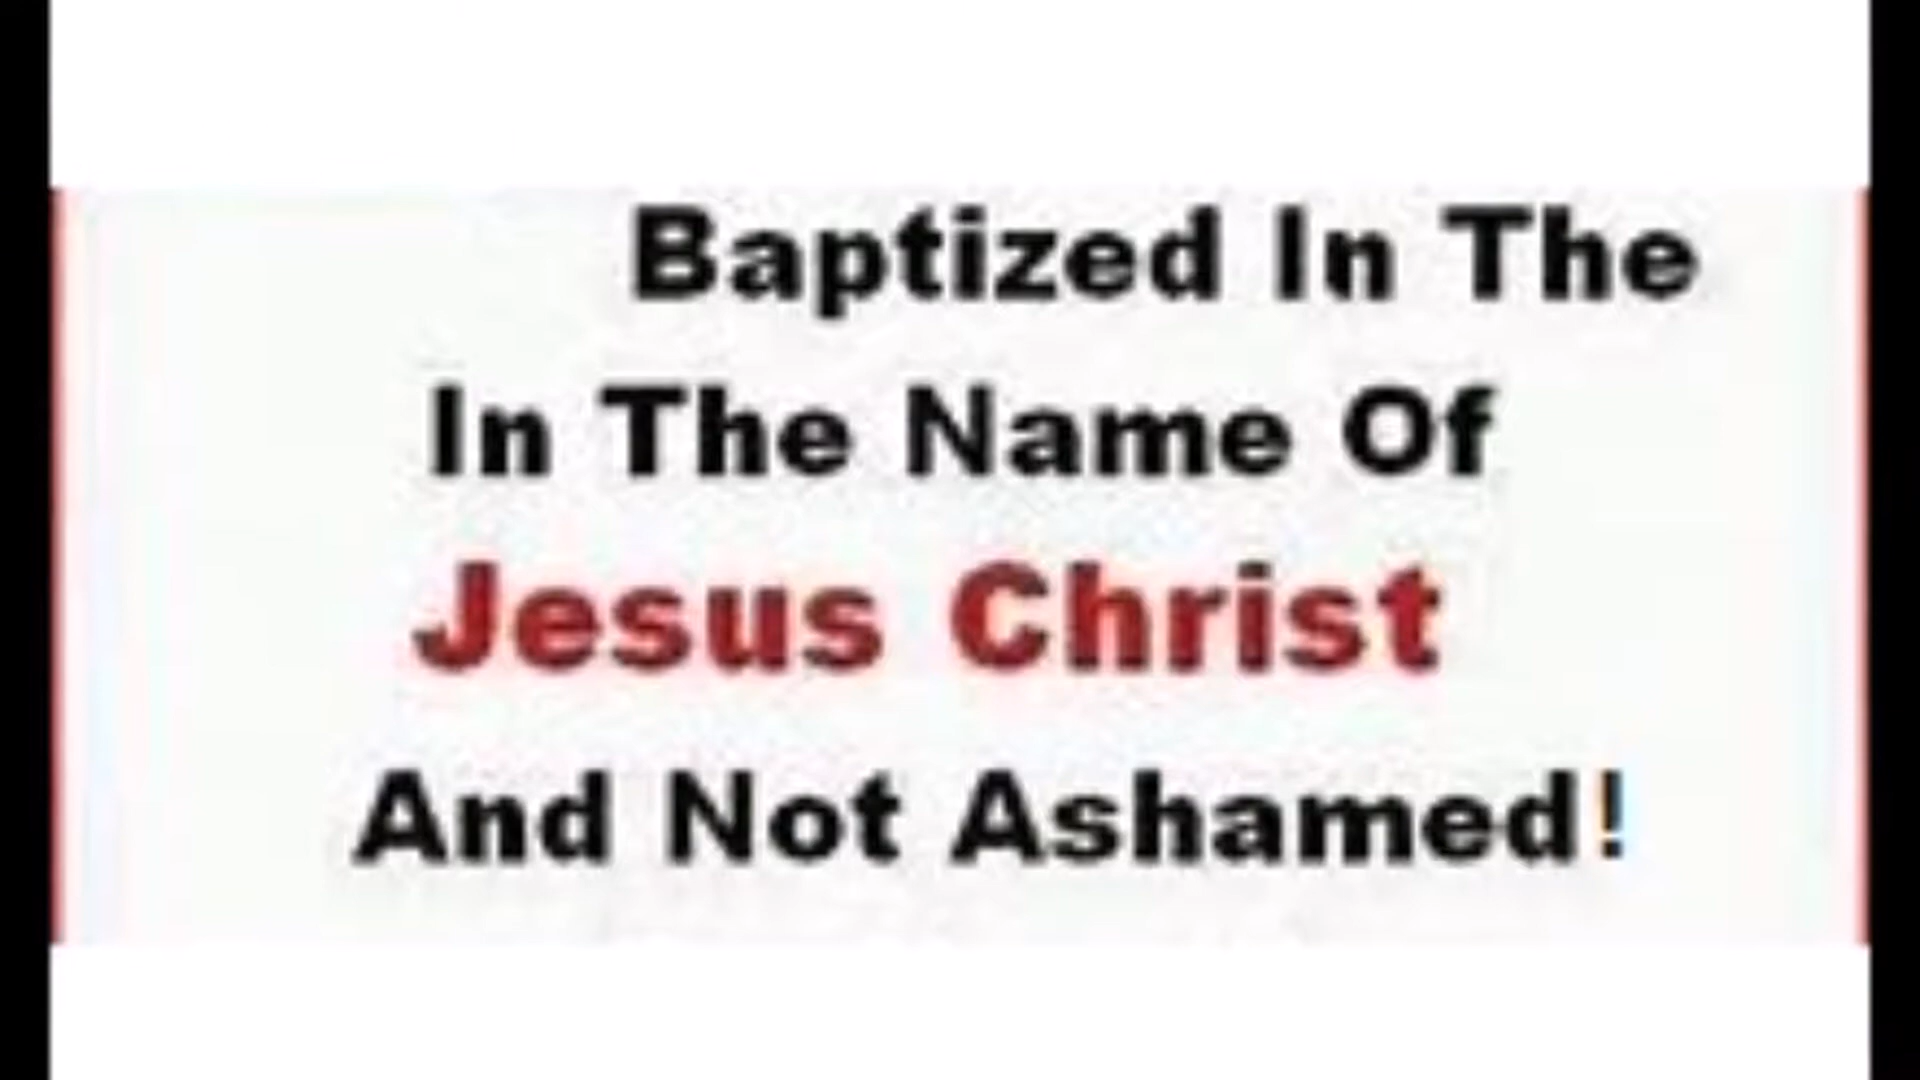 Baptized In The
In The Name Of
Jesus Christ
And Not Ashamed!